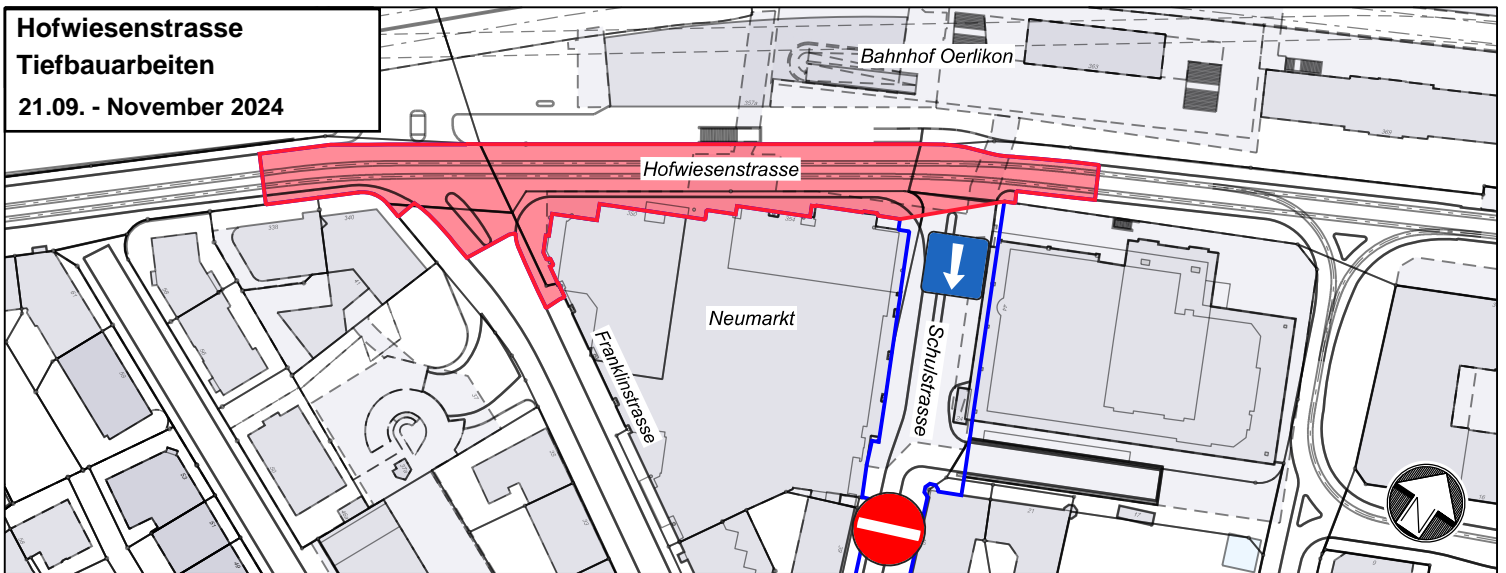 Hofwiesenstrasse
Tiefbauarbeiten
21.09. - November 2024
Bahnhof Oerlikon
Hofwiesenstrasse
Neumarkt
Franklinstrasse
Schulstrasse